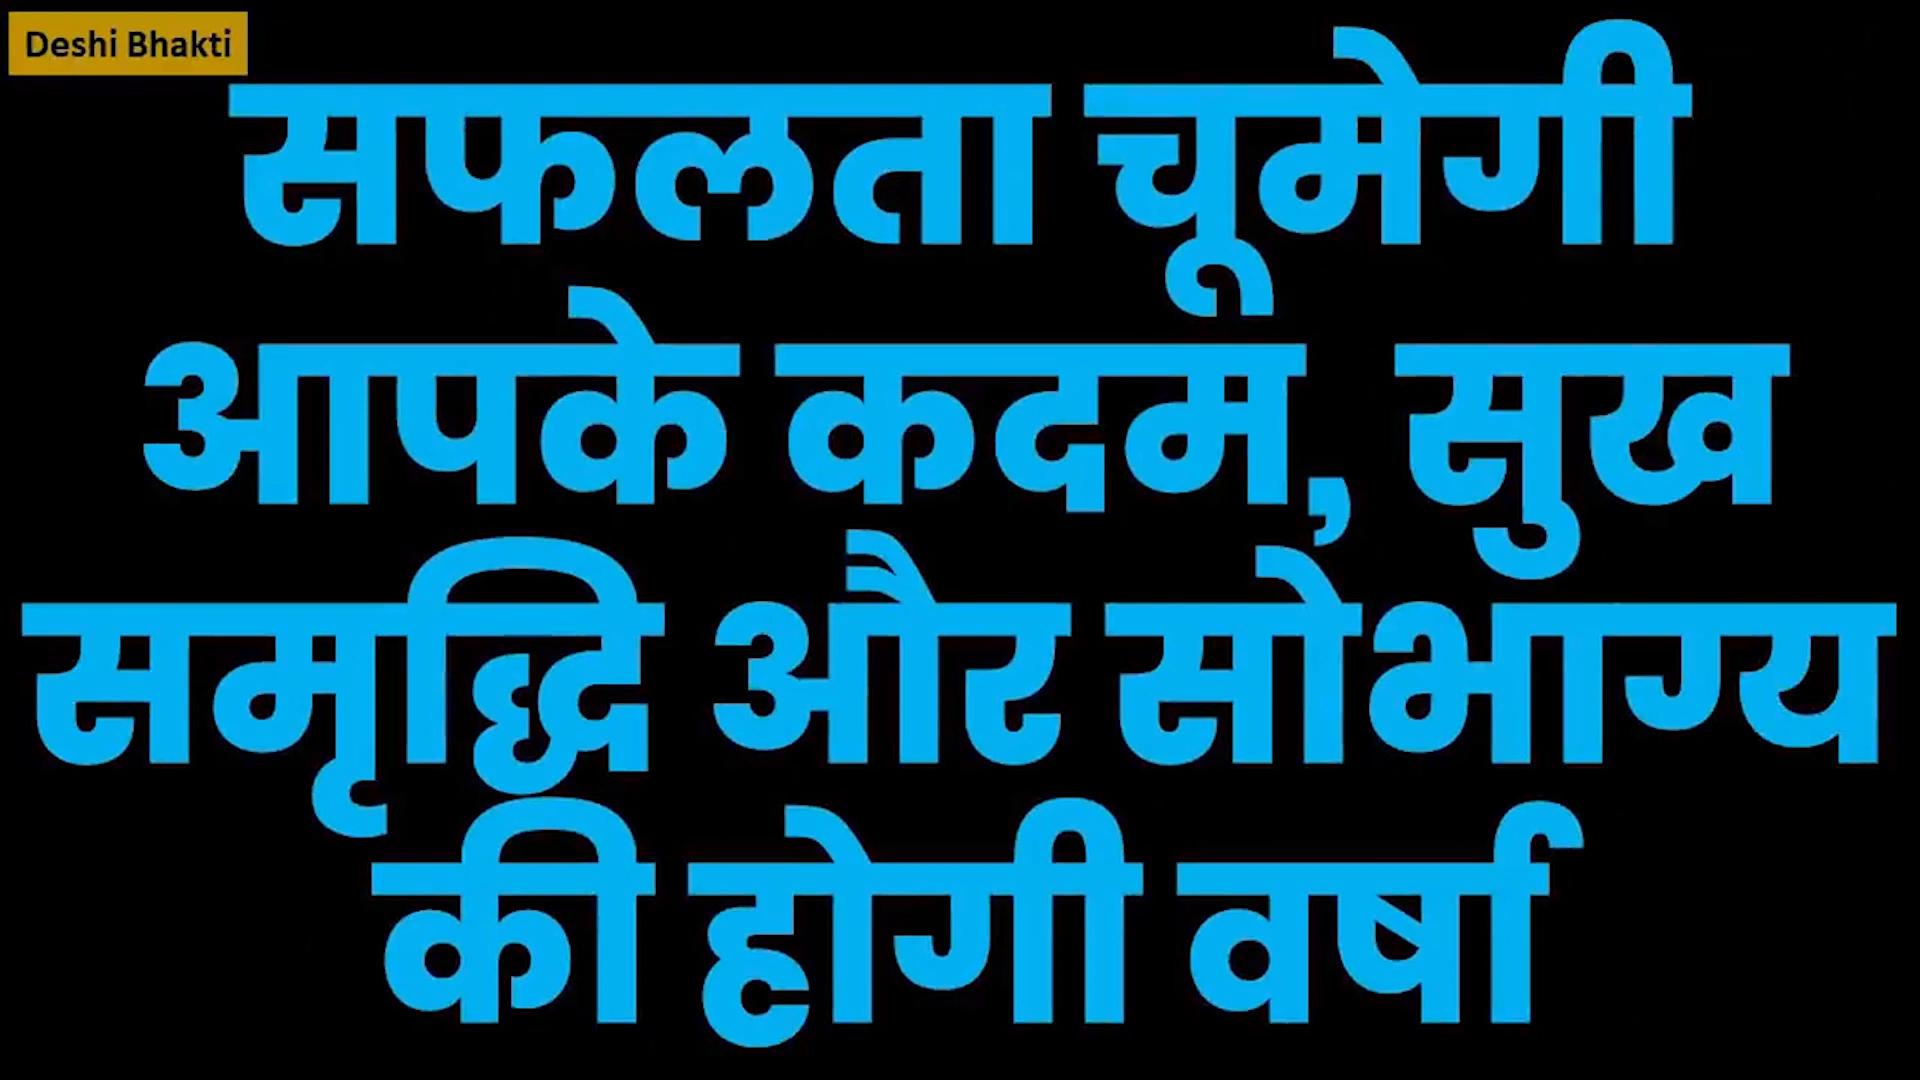 Deshi Bhakti
सफलता चूमेगी
आपके कदम, सुख
समृद्धि और सोभाग्य
की होगी वर्षा